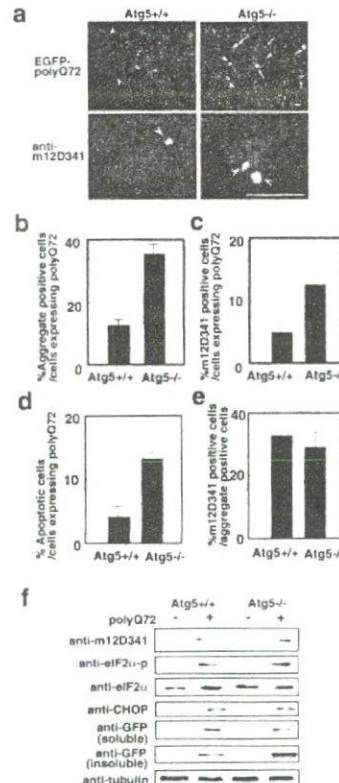 a
Atg5+/+ Atg5-/-
EGFP-
polyQ72
anti-
m12D341
b
c
40
20
0
%Aggregate positive cells
/cells expressing polyQ72
Atg5+/+ Atg5-/-
20
10
0
%m12D341 positive cells
/cells expressing polyQ72
Atg5+/+ Atg5-/-
d
e
20
10
0
% Apoptotic cells
/cells expressing polyQ72
Atg5+/+ Atg5-/-
40
20
0
%m12D341 positive cells
/aggregate positive cells
Atg5+/+ Atg5-/-
f
Atg5+/+ Atg5-/-
polyQ72 - + - +
anti-m12D341
anti-eIF2α-p
anti-eIF2α
anti-CHOP
anti-GFP
(soluble)
anti-GFP
(insoluble)
anti-tubulin